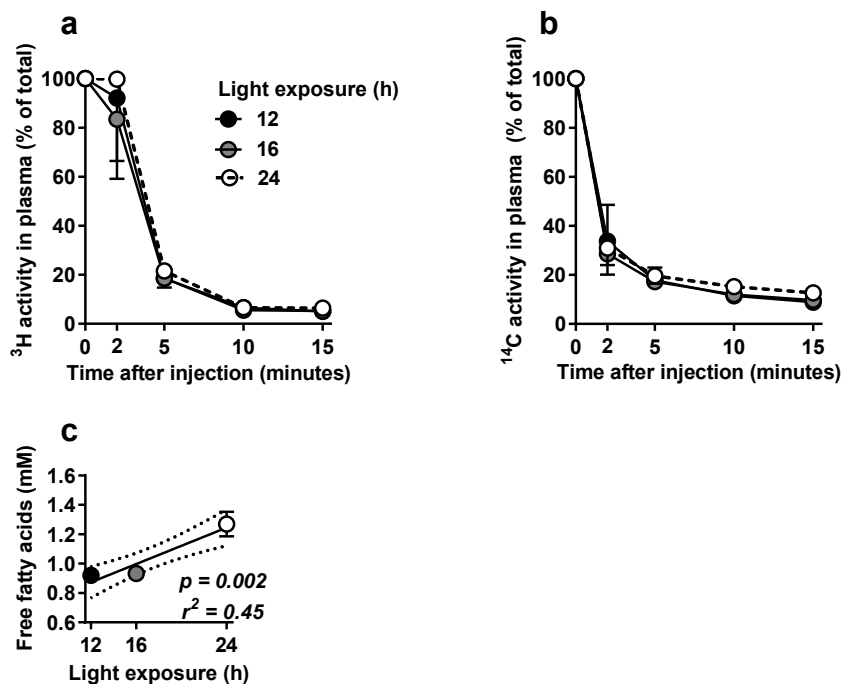 a
³H activity in plasma (% of total)
100
80
60
40
20
0
0 2 5 10 15
Time after injection (minutes)
Light exposure (h)
12
16
24
b
¹⁴C activity in plasma (% of total)
100
80
60
40
20
0
0 2 5 10 15
Time after injection (minutes)
c
Free fatty acids (mM)
1.6
1.4
1.2
1.0
0.8
0.6
p = 0.002
r² = 0.45
12 16 24
Light exposure (h)